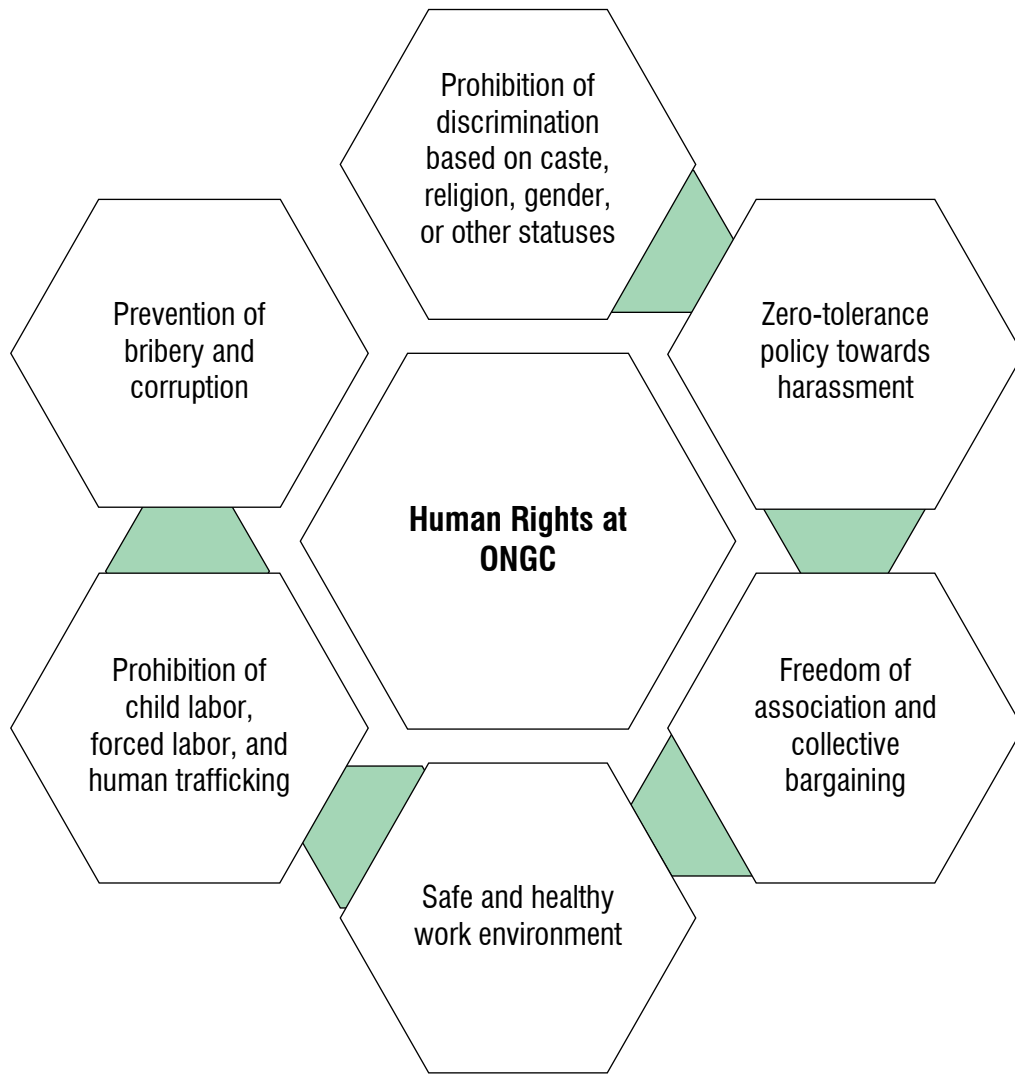 Prohibition of
discrimination
based on caste,
religion, gender,
or other statuses
Zero-tolerance
policy towards
harassment
Freedom of
association and
collective
bargaining
Safe and healthy
work environment
Prohibition of
child labor,
forced labor, and
human trafficking
Prevention of
bribery and
corruption
Human Rights at
ONGC